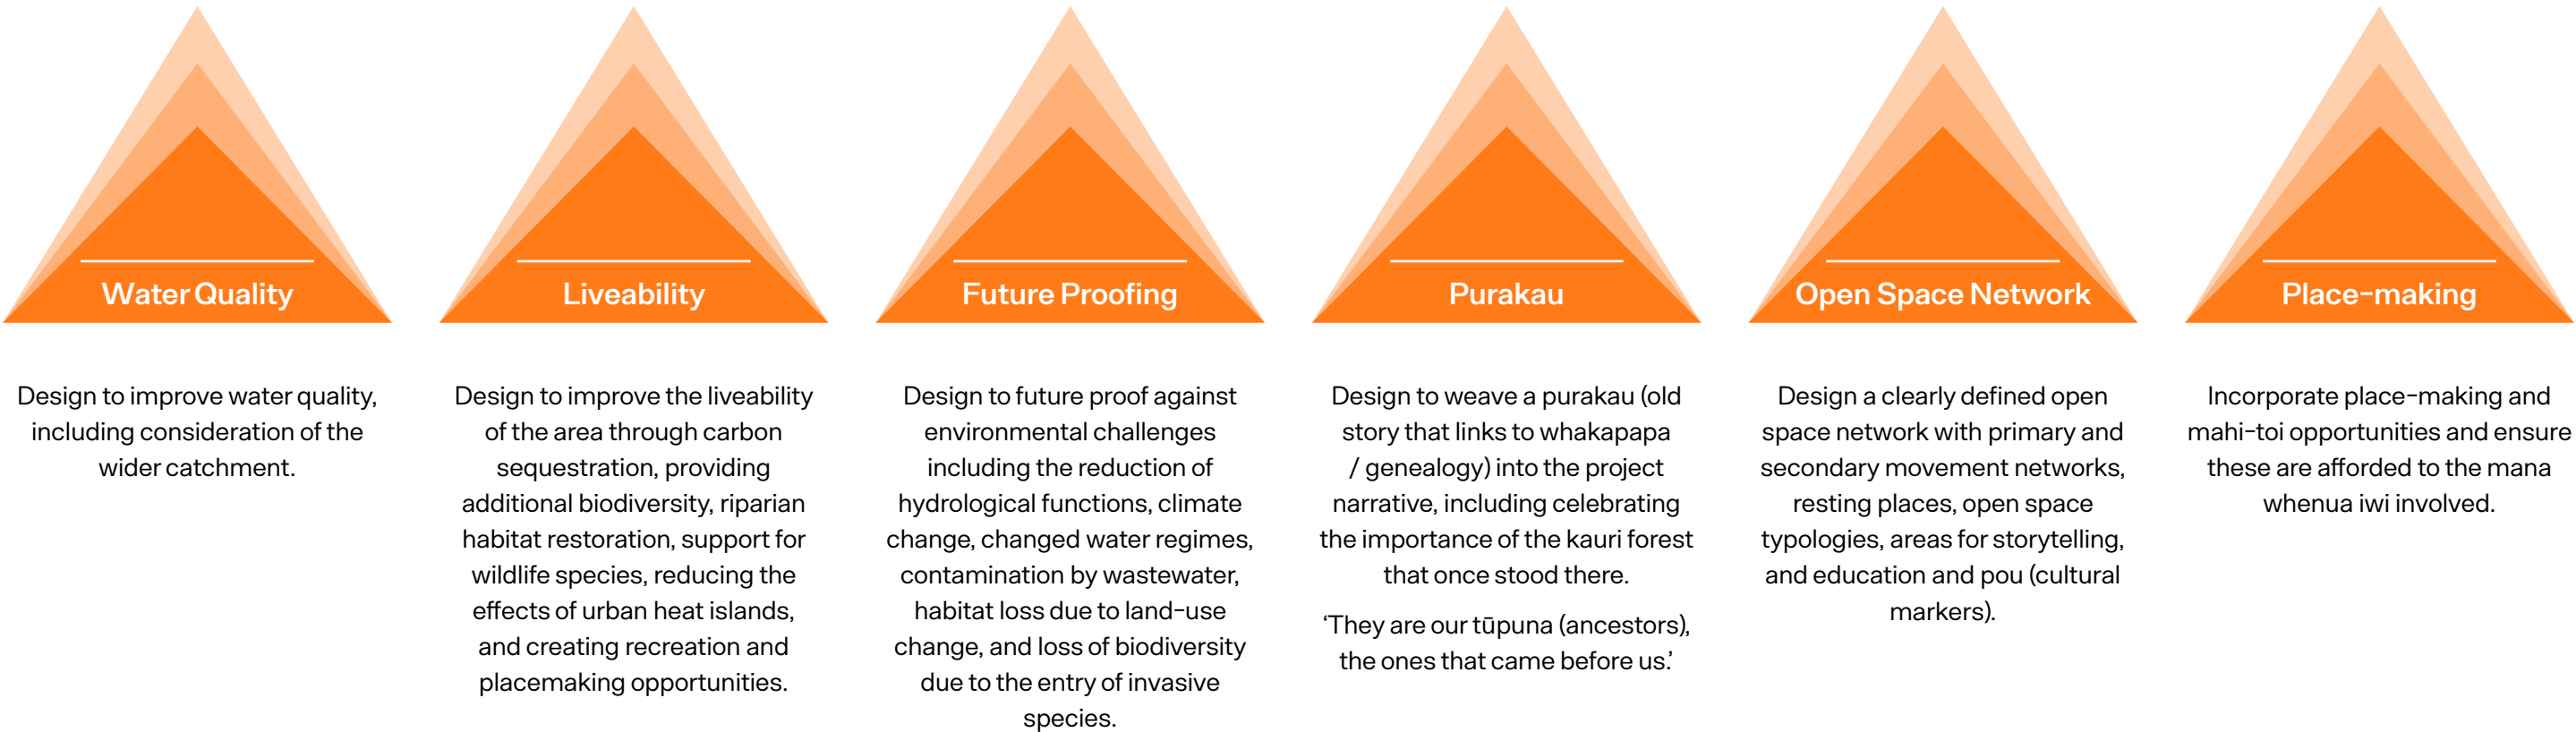 Water Quality
Design to improve water quality,
including consideration of the
wider catchment.
Liveability
Design to improve the liveability
of the area through carbon
sequestration, providing
additional biodiversity, riparian
habitat restoration, support for
wildlife species, reducing the
effects of urban heat islands,
and creating recreation and
placemaking opportunities.
Future Proofing
Design to future proof against
environmental challenges
including the reduction of
hydrological functions, climate
change, changed water regimes,
contamination by wastewater,
habitat loss due to land-use
change, and loss of biodiversity
due to the entry of invasive
species.
Purakau
Design to weave a purakau (old
story that links to whakapapa
/ genealogy) into the project
narrative, including celebrating
the importance of the kauri forest
that once stood there.
‘They are our tūpuna (ancestors),
the ones that came before us.’
Open Space Network
Design a clearly defined open
space network with primary and
secondary movement networks,
resting places, open space
typologies, areas for storytelling,
and education and pou (cultural
markers).
Place-making
Incorporate place-making and
mahi-toi opportunities and ensure
these are afforded to the mana
whenua iwi involved.